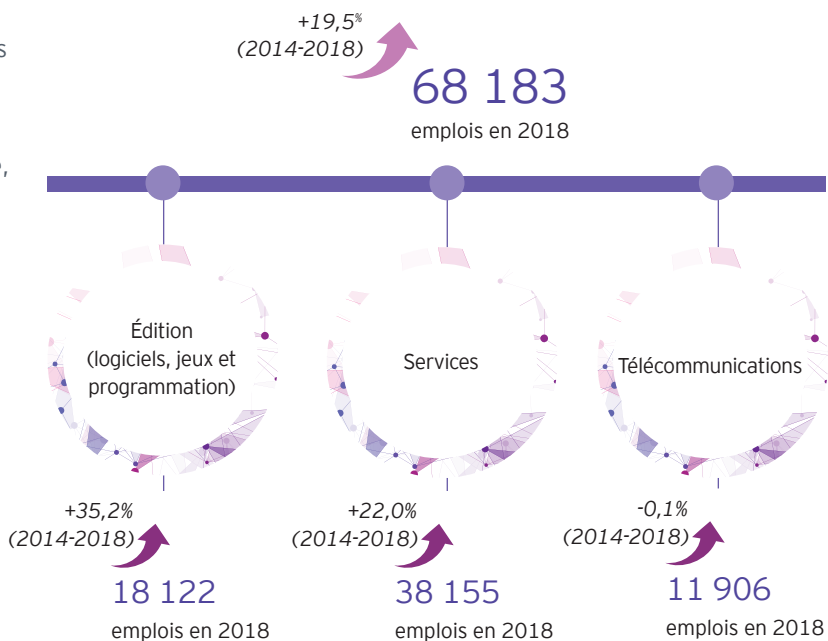 +19,5%
(2014-2018)
s
68 183
emplois en 2018
,
Édition
(logiciels, jeux et
programmation)
Services
Télécommunications
+35,2%
(2014-2018)
18 122
emplois en 2018
+22,0%
(2014-2018)
38 155
emplois en 2018
-0,1%
(2014-2018)
11 906
emplois en 2018